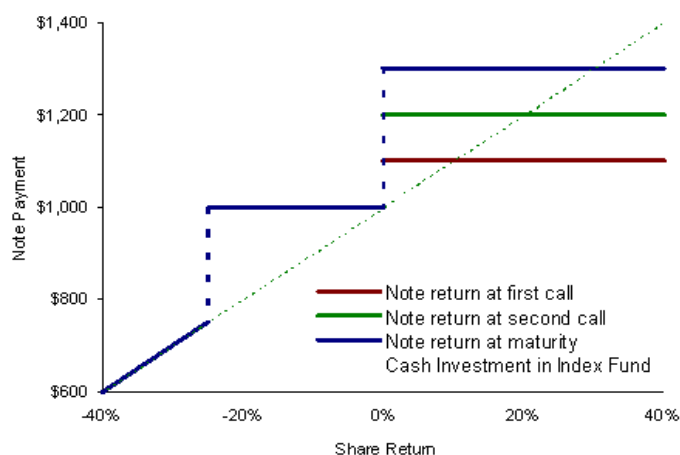 $1,400
$1,200
$1,000
$800
$600
Note Payment
Note return at first call
Note return at second call
Note return at maturity
Cash Investment in Index Fund
-40%
-20%
0%
20%
40%
Share Return